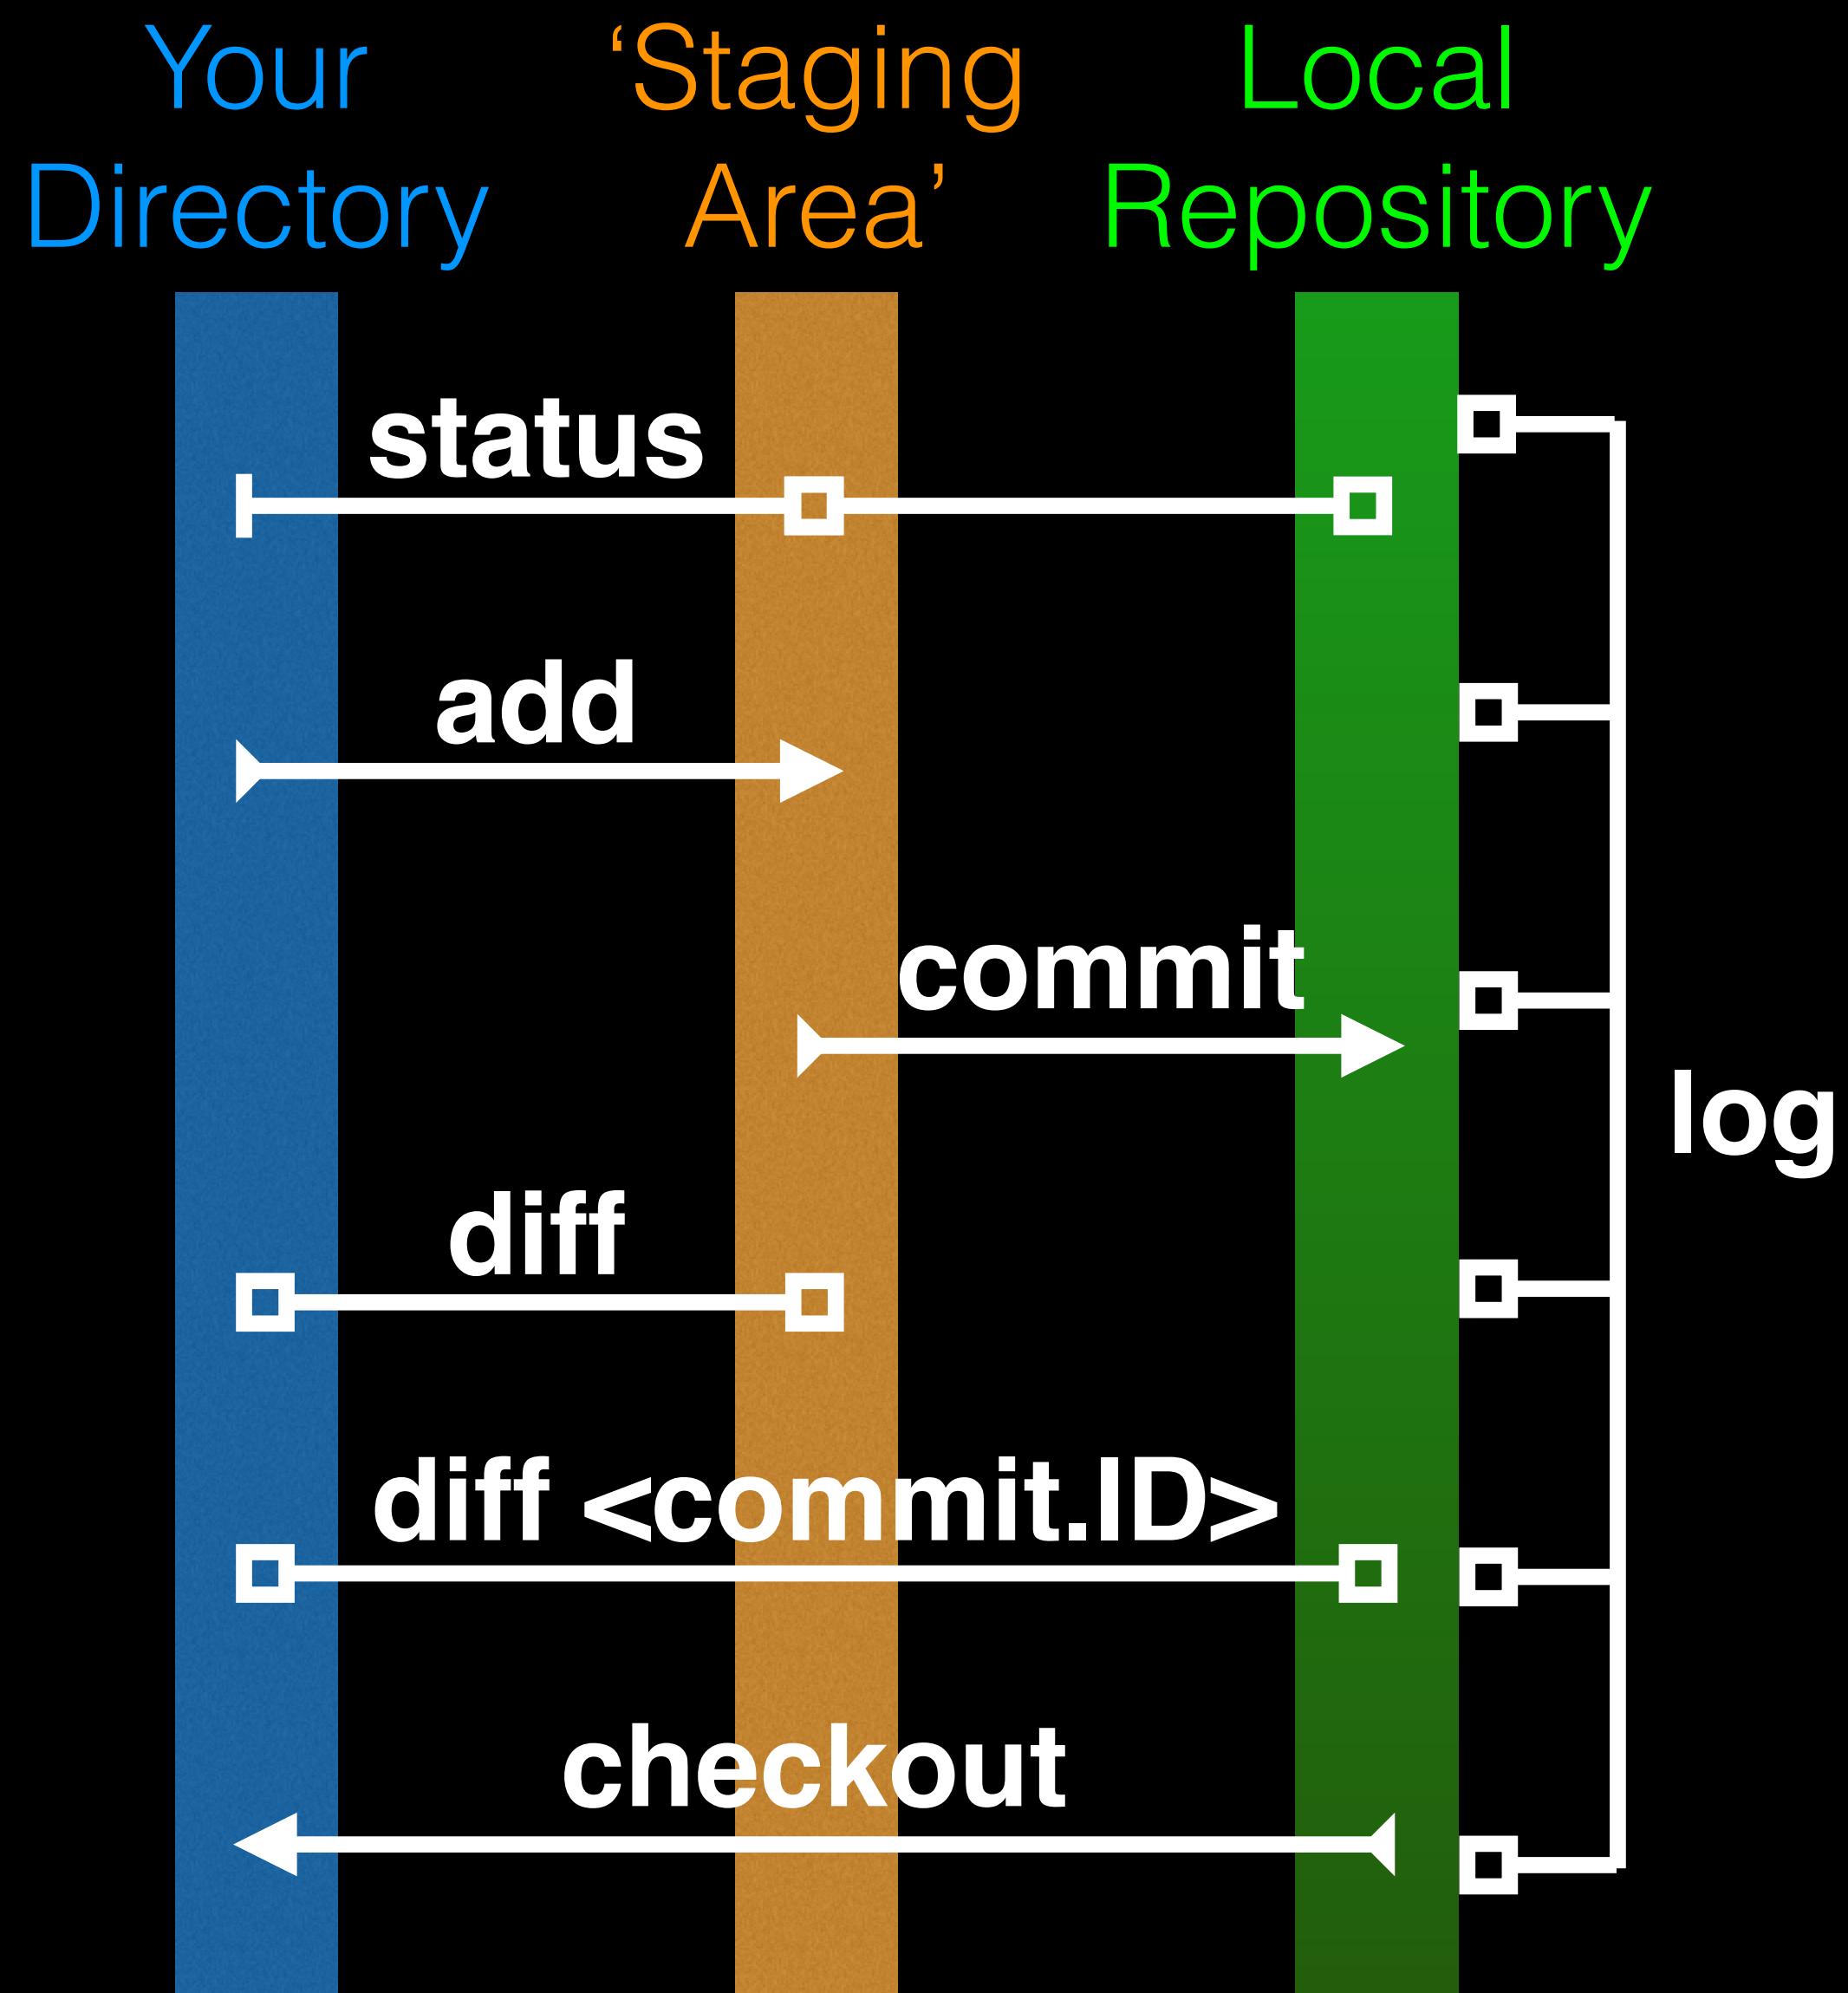 Your
Directory
‘Staging
Area’
Local
Repository
status
add
commit
log
diff
diff <commit.ID>
checkout